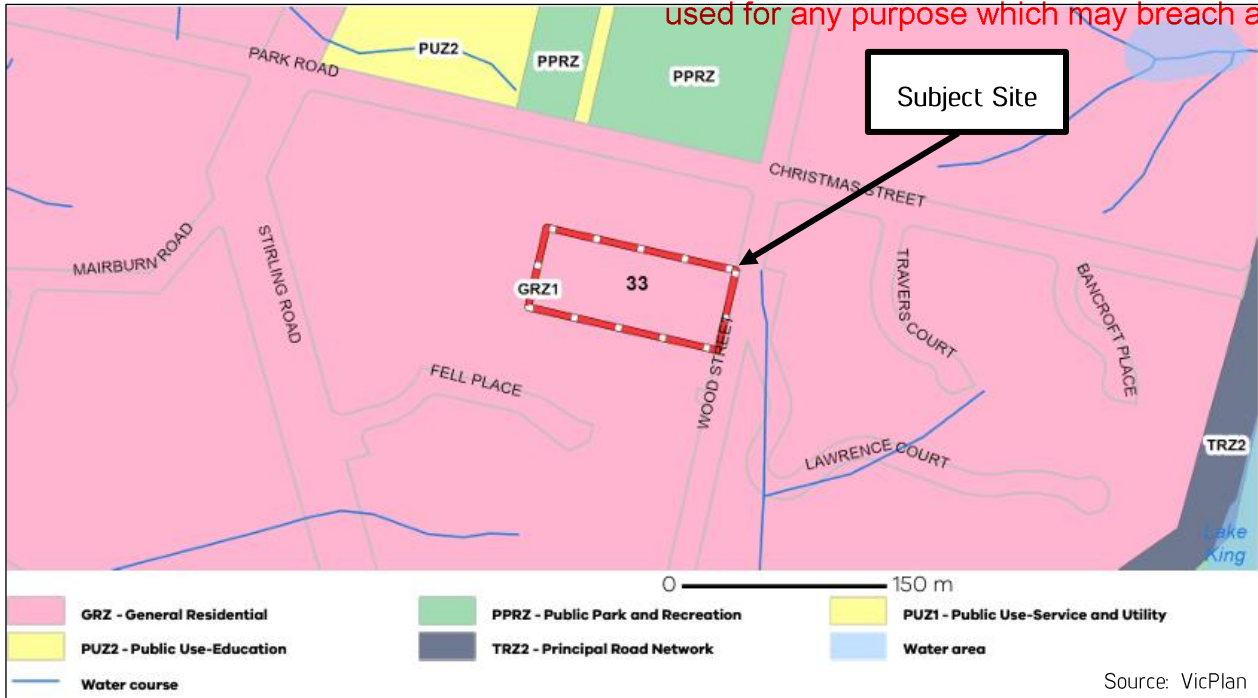 used for any purpose which may breach a
PUZ2
PPRZ
PPRZ
PARK ROAD
Subject Site
CHRISTMAS STREET
MAIRBURN ROAD
STIRLING ROAD
GRZ1
33
TRAVERS COURT
BANCROFT PLACE
FELL PLACE
WOOD STREET
LAWRENCE COURT
TRZ2
Lake
King
0 150 m
GRZ - General Residential
PPRZ - Public Park and Recreation
PUZ1 - Public Use-Service and Utility
PUZ2 - Public Use-Education
TRZ2 - Principal Road Network
Water area
Water course
Source: VicPlan